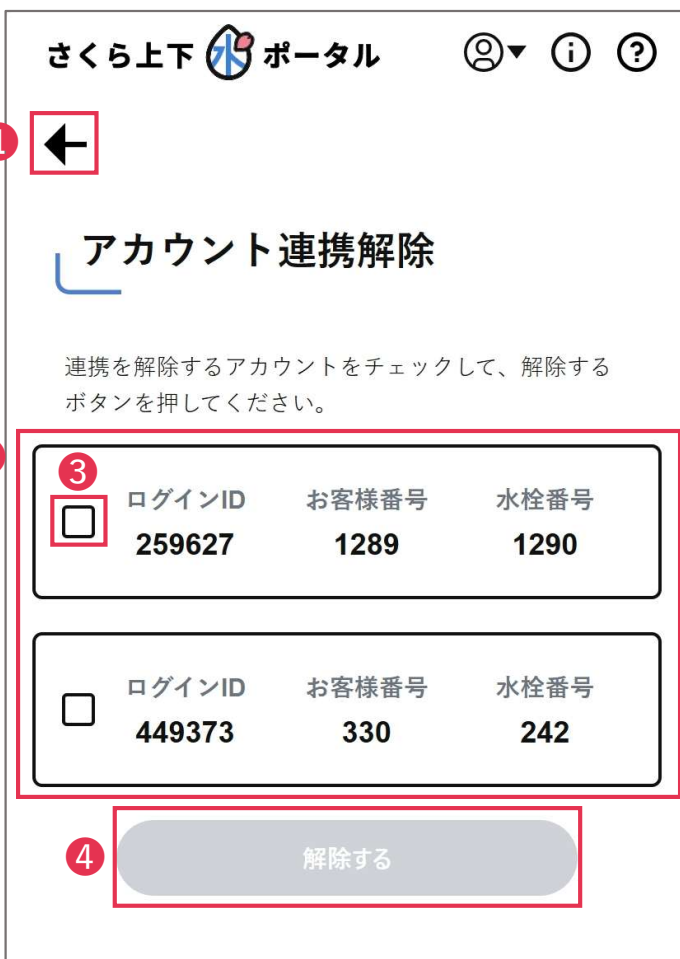 さくら上下水ポータル
1
アカウント連携解除
連携を解除するアカウントをチェックして、解除する
ボタンを押してください。
3
ログインID お客様番号 水栓番号
259627 1289 1290
ログインID お客様番号 水栓番号
449373 330 242
4 解除する